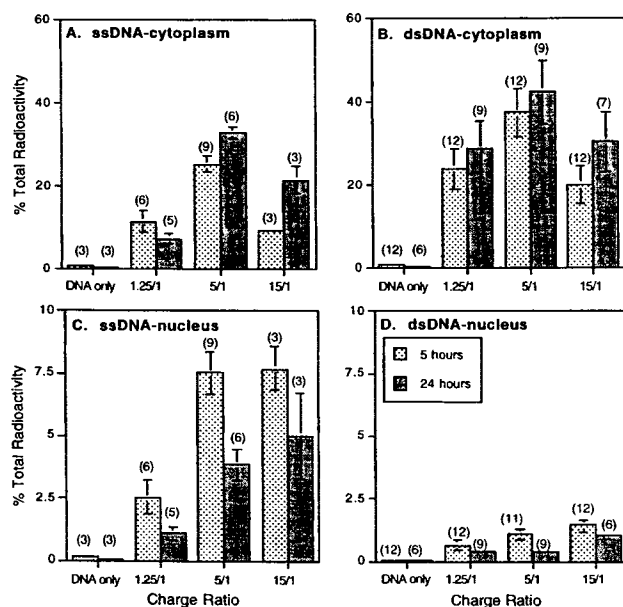 A. ssDNA-cytoplasm
% Total Radioactivity
60
40
20
0
(3) (3) (6) (5) (9) (6) (3) (3)
DNA only 1.25/1 5/1 15/1
B. dsDNA-cytoplasm
60
40
20
0
(12) (6) (12) (9) (12) (9) (12) (7)
DNA only 1.25/1 5/1 15/1
C. ssDNA-nucleus
% Total Radioactivity
10
7.5
5
2.5
0
(3) (3) (6) (5) (9) (6) (3) (3)
DNA only 1.25/1 5/1 15/1
Charge Ratio
D. dsDNA-nucleus
5 hours
24 hours
10
7.5
5
2.5
0
(12) (6) (12) (9) (11) (9) (12) (6)
DNA only 1.25/1 5/1 15/1
Charge Ratio